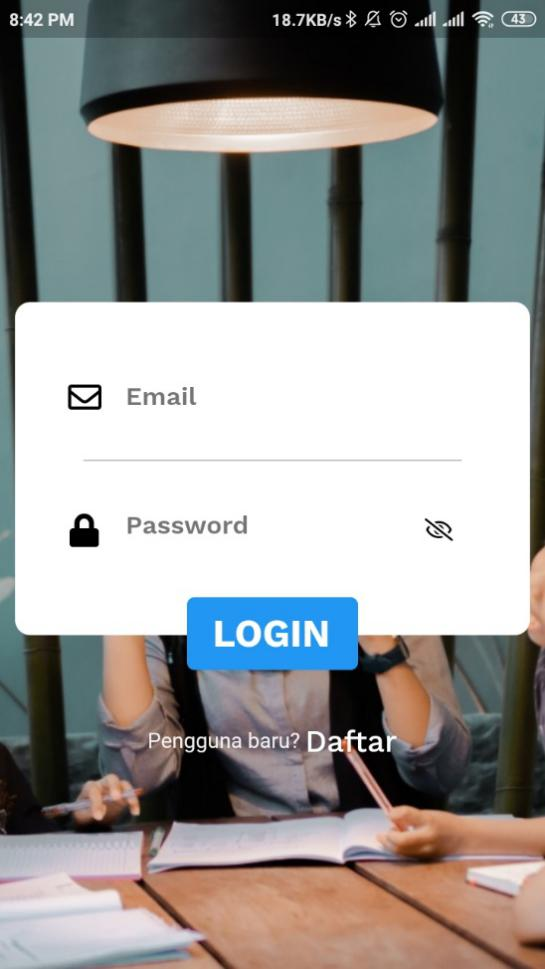 8:42 PM 18.7KB/s 43
Email
Password
LOGIN
Pengguna baru? Daftar